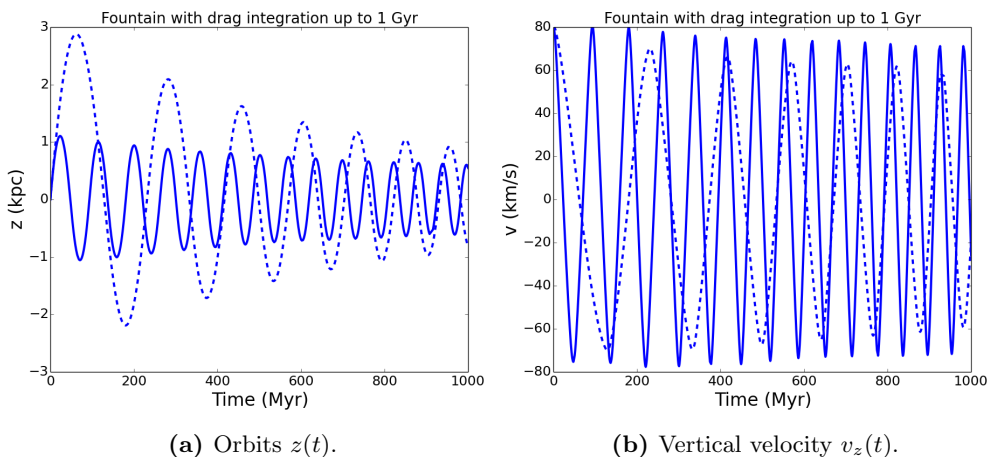 Fountain with drag integration up to 1 Gyr
3
2
1
0
−1
−2
−3
z (kpc)
0 200 400 600 800 1000
Time (Myr)
(a) Orbits z(t).
Fountain with drag integration up to 1 Gyr
80
60
40
20
0
−20
−40
−60
−80
v (km/s)
0 200 400 600 800 1000
Time (Myr)
(b) Vertical velocity v_z(t).